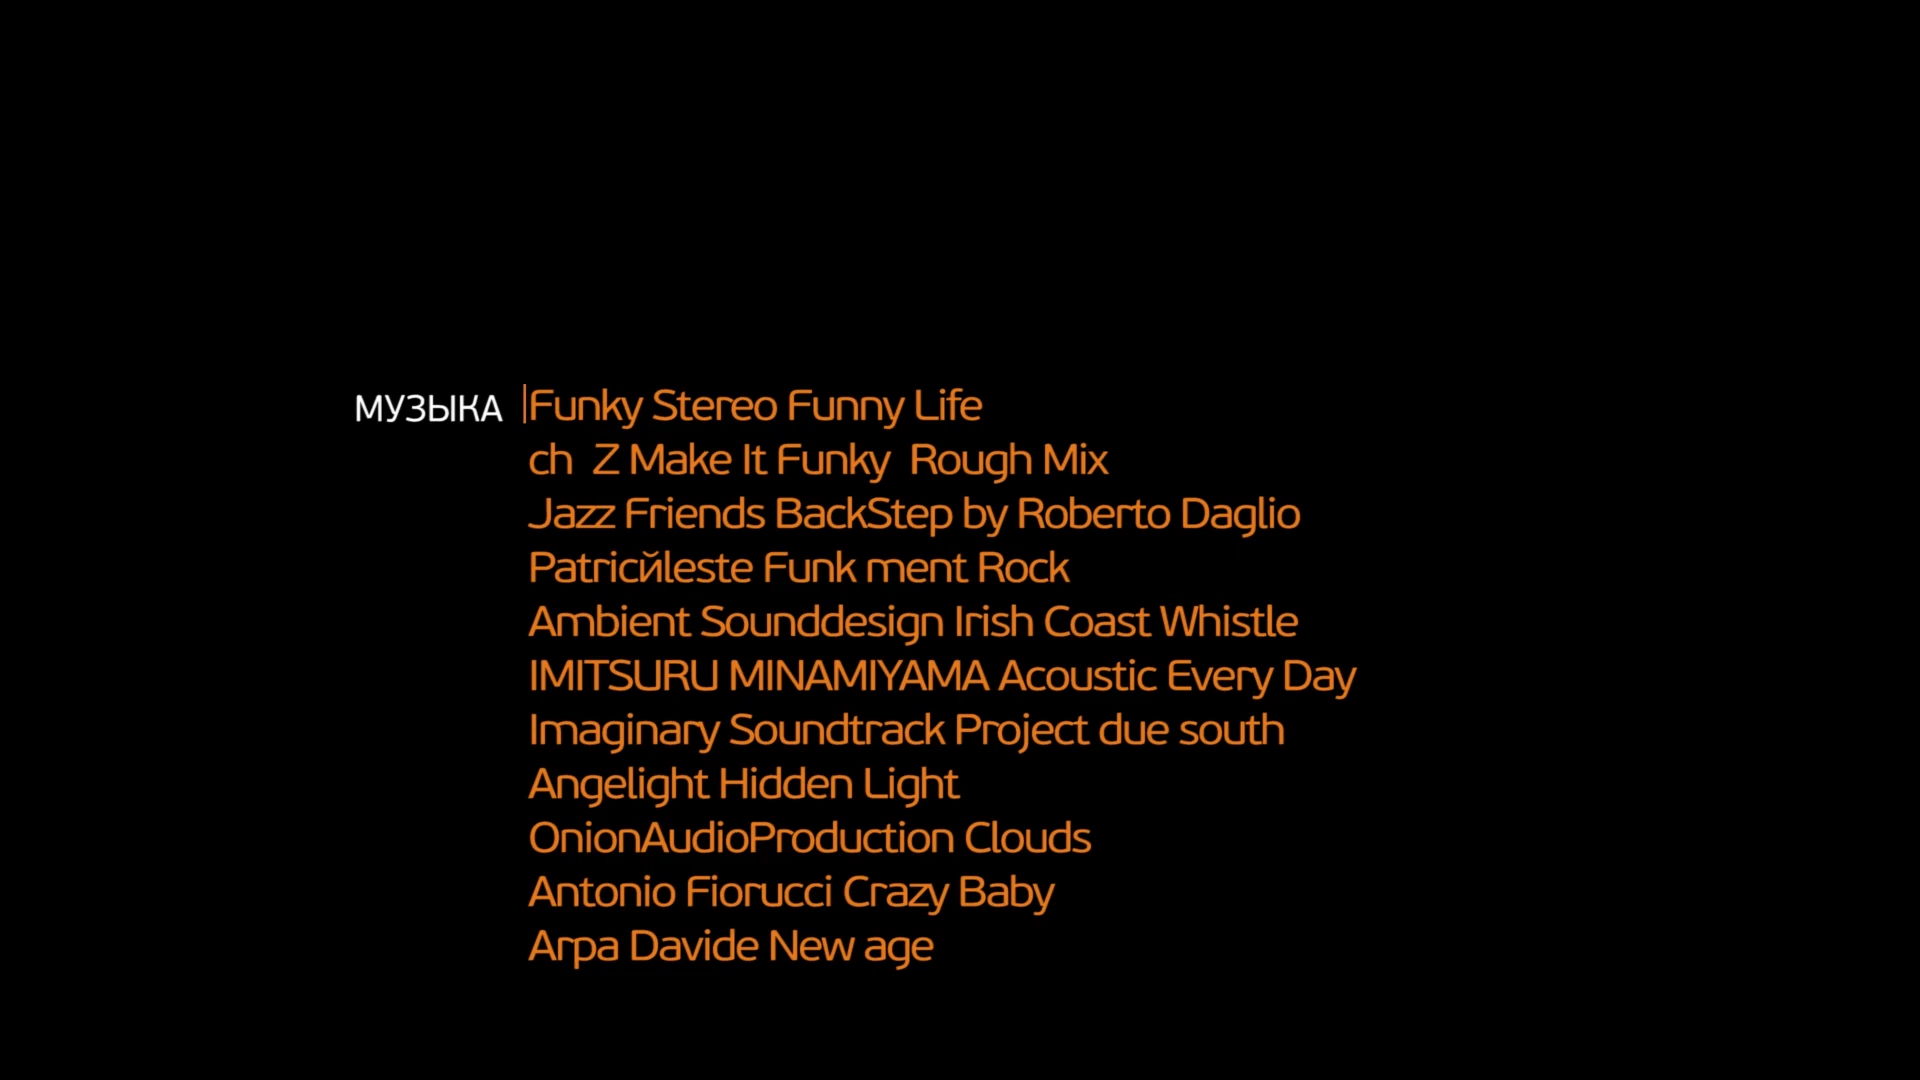 МУЗЫКА Funky Stereo Funny Life
ch Z Make It Funky Rough Mix
Jazz Friends BackStep by Roberto Daglio
Patricйleste Funk ment Rock
Ambient Sounddesign Irish Coast Whistle
IMITSURU MINAMIYAMA Acoustic Every Day
Imaginary Soundtrack Project due south
Angelight Hidden Light
OnionAudioProduction Clouds
Antonio Fiorucci Crazy Baby
Arpa Davide New age